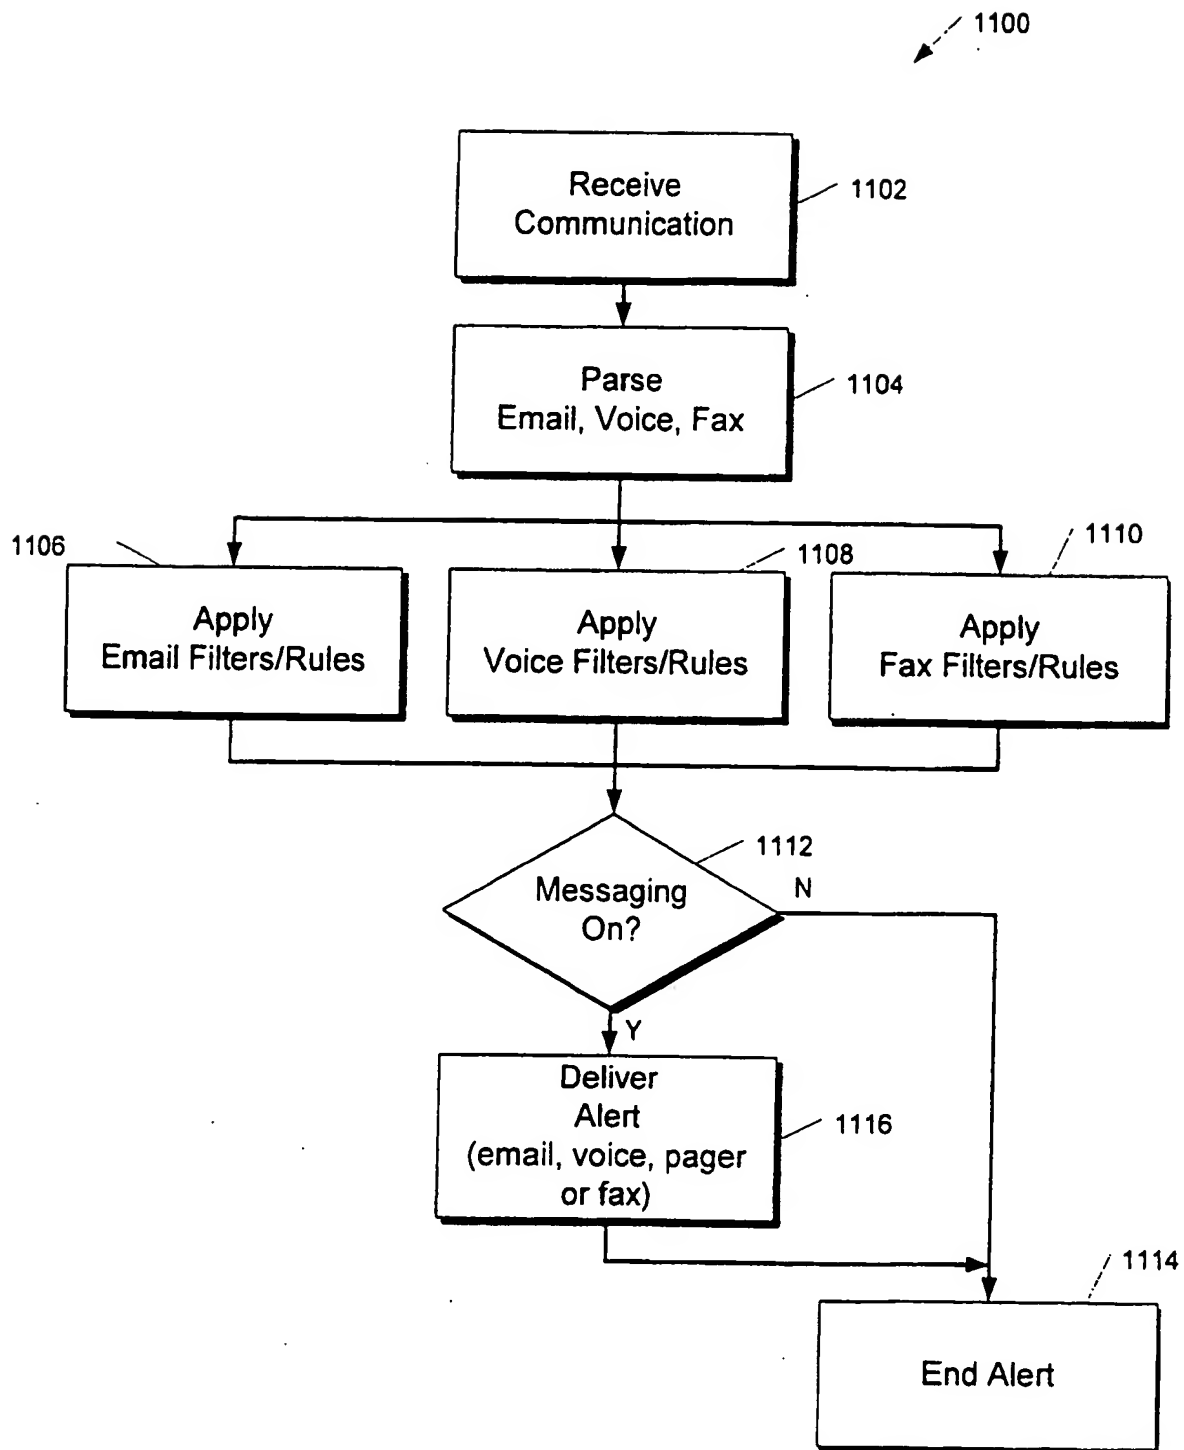 1100
Receive
Communication
1102
Parse
Email, Voice, Fax
1104
1106
Apply
Email Filters/Rules
1108
Apply
Voice Filters/Rules
1110
Apply
Fax Filters/Rules
1112
Messaging
On?
N
Y
Deliver
Alert
(email, voice, pager
or fax)
1116
1114
End Alert